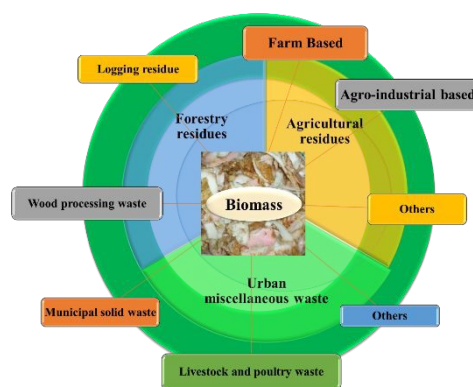 Farm Based
Logging residue
Agro-industrial based
Forestry
residues
Agricultural
residues
Wood processing waste
Biomass
Others
Urban
miscellaneous waste
Municipal solid waste
Others
Livestock and poultry waste